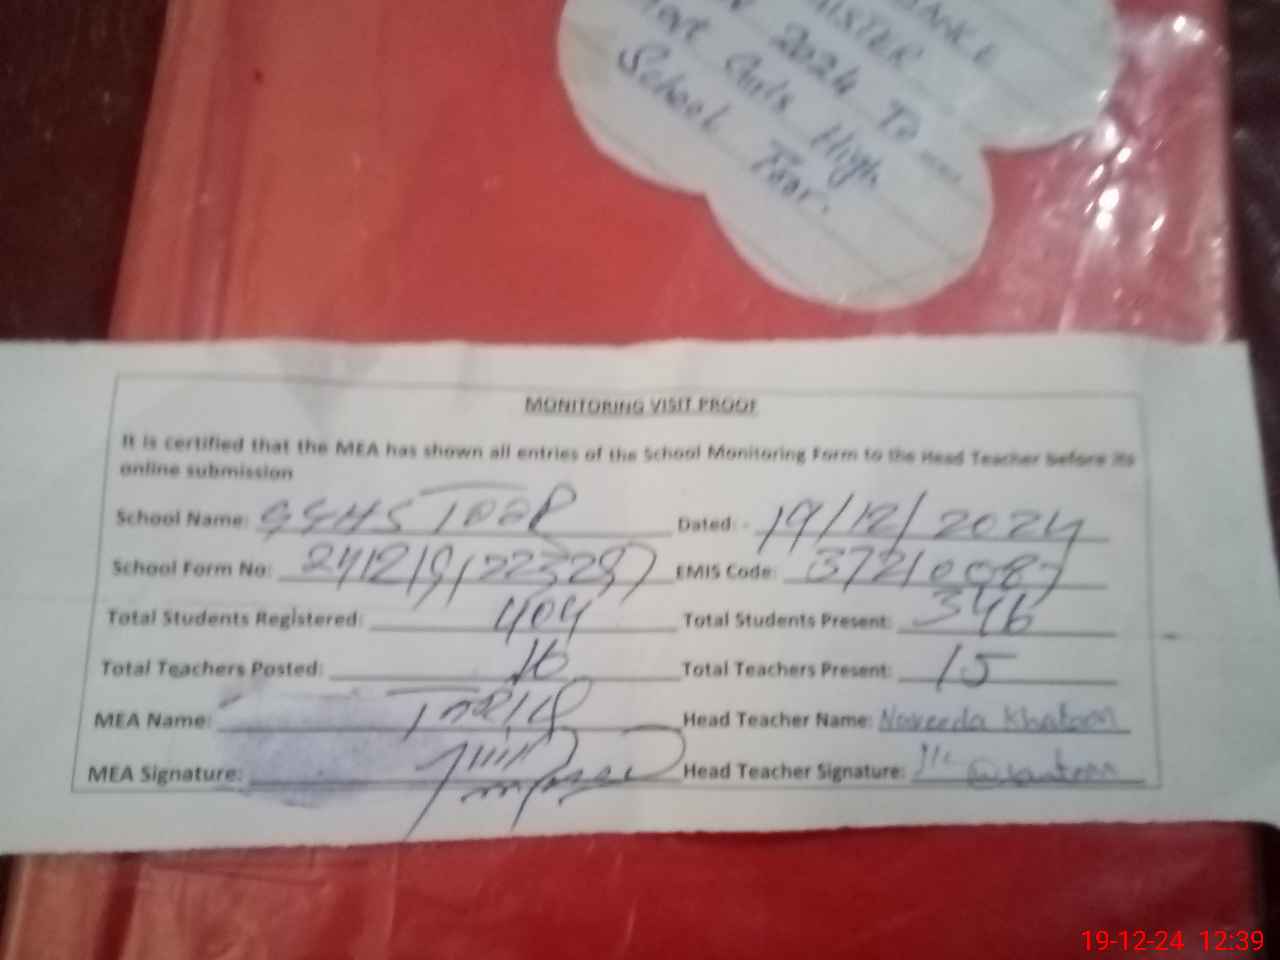 2024 To
Girls High
School Toor.
MONITORING VISIT PROOF
It is certified that the MEA has shown all entries of the School Monitoring Form to the Head Teacher before its
online submission
School Name: GGHS TOOR Dated: - 19/12/2024
School Form No: EMIS Code: 37210087
Total Students Registered: 404 Total Students Present: 346
Total Teachers Posted: 16 Total Teachers Present: 15
MEA Name: TARIQ Head Teacher Name: Naveeda Khatoon
MEA Signature: Head Teacher Signature:
19-12-24 12:39